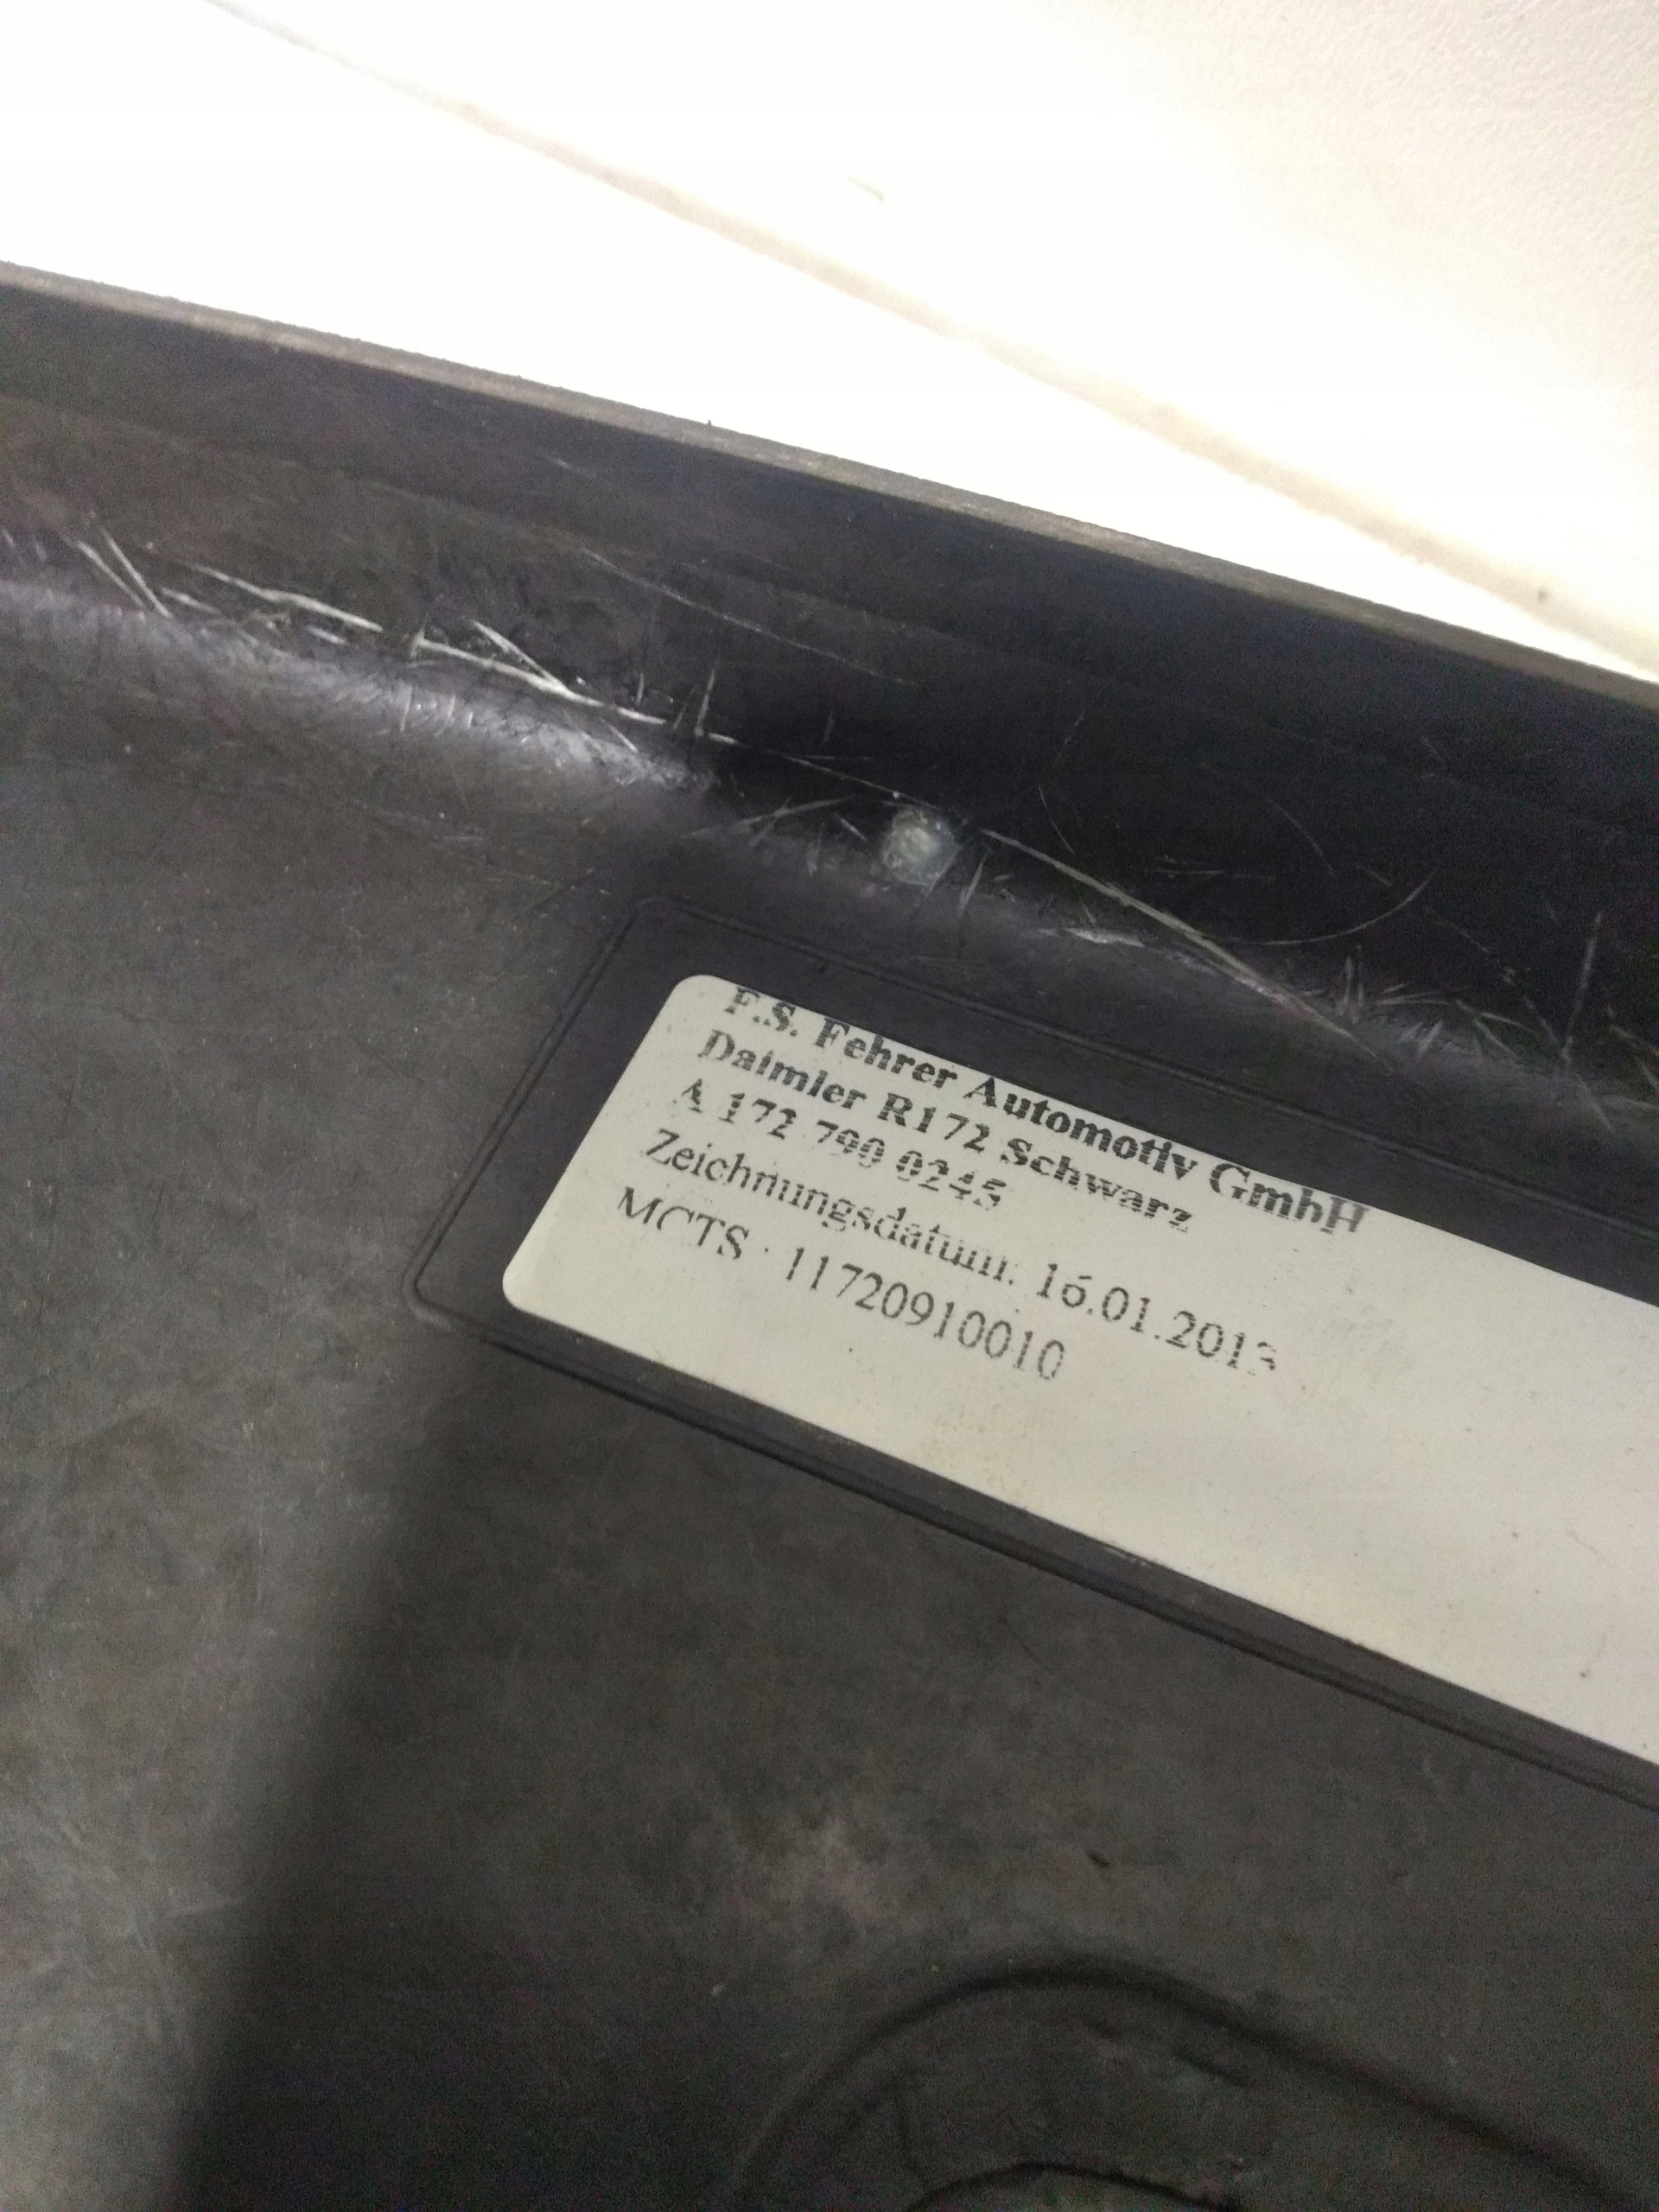 F.S. Fehrer Automotiv GmbH
Daimler R172 Schwarz
A 172 790 0245
Zeichnungsdatum: 16.01.2013
MCTS : 11720910010